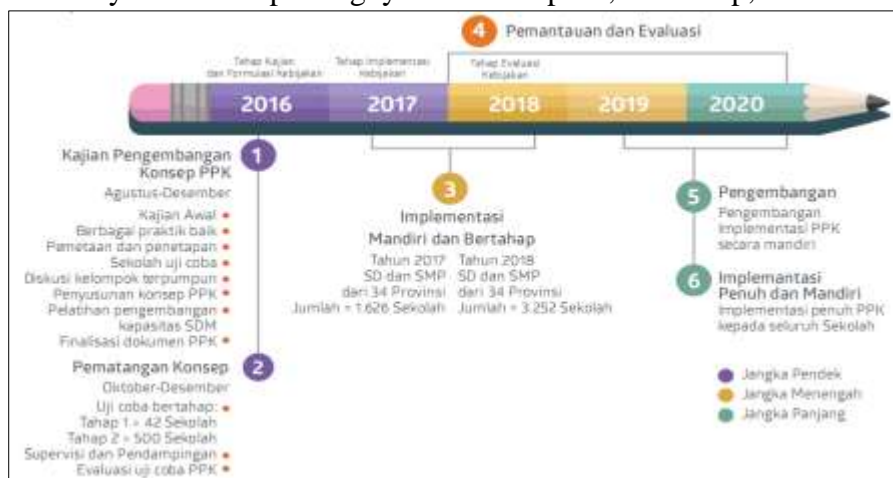 4 Pemantauan dan Evaluasi
Tahap Kajian
dan Formulasi Kebijakan
Tahap Implementasi
Kebijakan
Tahap Evaluasi
Kebijakan
2016 2017 2018 2019 2020
1
Kajian Pengembangan
Konsep PPK
Agustus-Desember
Kajian Awal
Berbagai praktik baik
Pemetaan dan penetapan
Sekolah uji coba
Diskusi kelompok terpumpun
Penyusunan konsep PPK
Pelatihan pengembangan
kapasitas SDM
Finalisasi dokumen PPK
2
Pematangan Konsep
Oktober-Desember
Uji coba bertahap:
Tahap 1 = 42 Sekolah
Tahap 2 = 500 Sekolah
Supervisi dan Pendampingan
Evaluasi uji coba PPK
3
Implementasi
Mandiri dan Bertahap
Tahun 2017
SD dan SMP
dari 34 Provinsi
Jumlah = 1.626 Sekolah
Tahun 2018
SD dan SMP
dari 34 Provinsi
Jumlah = 3.252 Sekolah
5 Pengembangan
Pengembangan
Implementasi PPK
secara mandiri
6 Implemantasi
Penuh dan Mandiri
Implementasi penuh PPK
kepada seluruh Sekolah
Jangka Pendek
Jangka Menengah
Jangka Panjang